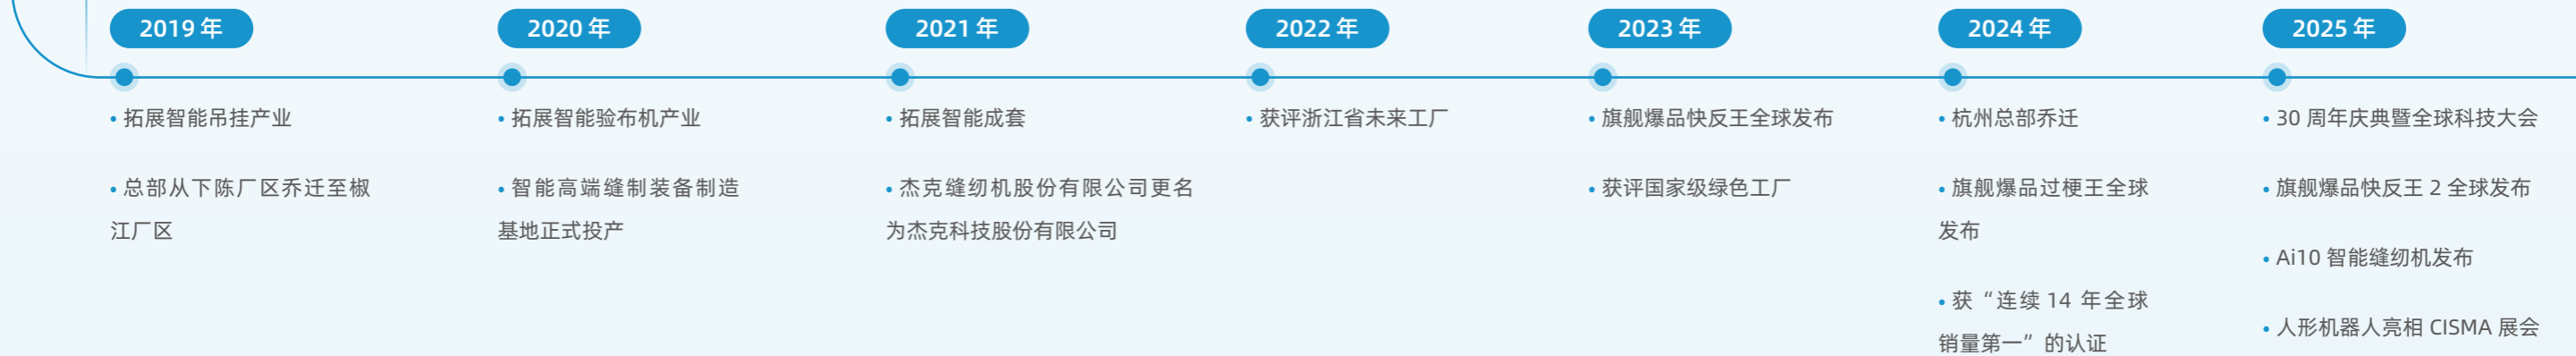 2019 年
• 拓展智能吊挂产业
• 总部从下陈厂区乔迁至椒
江厂区
2020 年
• 拓展智能验布机产业
• 智能高端缝制装备制造
基地正式投产
2021 年
• 拓展智能成套
• 杰克缝纫机股份有限公司更名
为杰克科技股份有限公司
2022 年
• 获评浙江省未来工厂
2023 年
• 旗舰爆品快反王全球发布
• 获评国家级绿色工厂
2024 年
• 杭州总部乔迁
• 旗舰爆品过梗王全球
发布
• 获“连续 14 年全球
销量第一”的认证
2025 年
• 30 周年庆典暨全球科技大会
• 旗舰爆品快反王 2 全球发布
• Ai10 智能缝纫机发布
• 人形机器人亮相 CISMA 展会